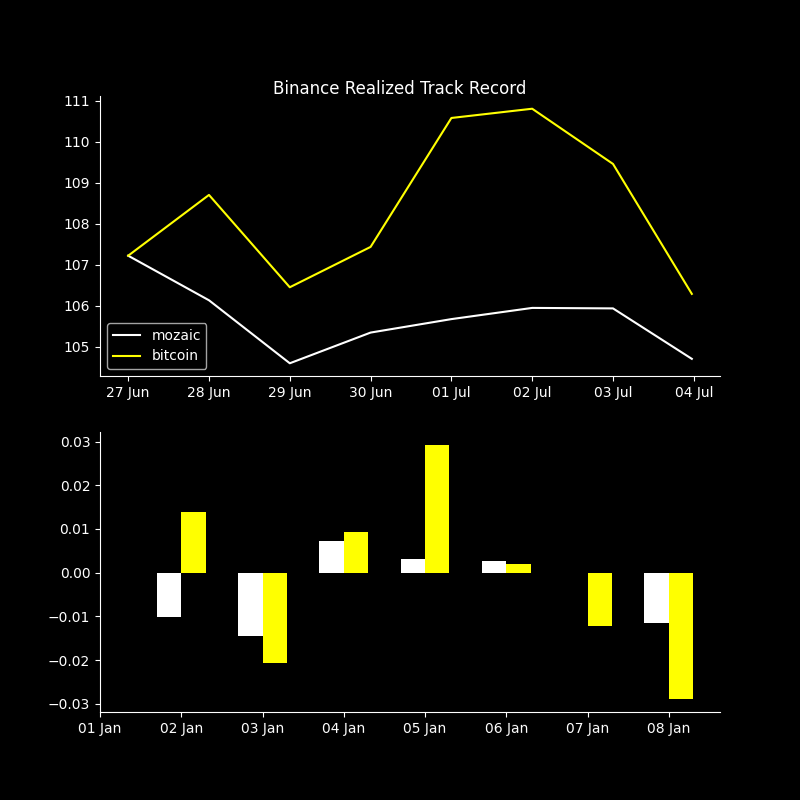 Binance Realized Track Record
111
110
109
108
107
106
105
mozaic
bitcoin
27 Jun 28 Jun 29 Jun 30 Jun 01 Jul 02 Jul 03 Jul 04 Jul
0.03
0.02
0.01
0.00
−0.01
−0.02
−0.03
01 Jan 02 Jan 03 Jan 04 Jan 05 Jan 06 Jan 07 Jan 08 Jan